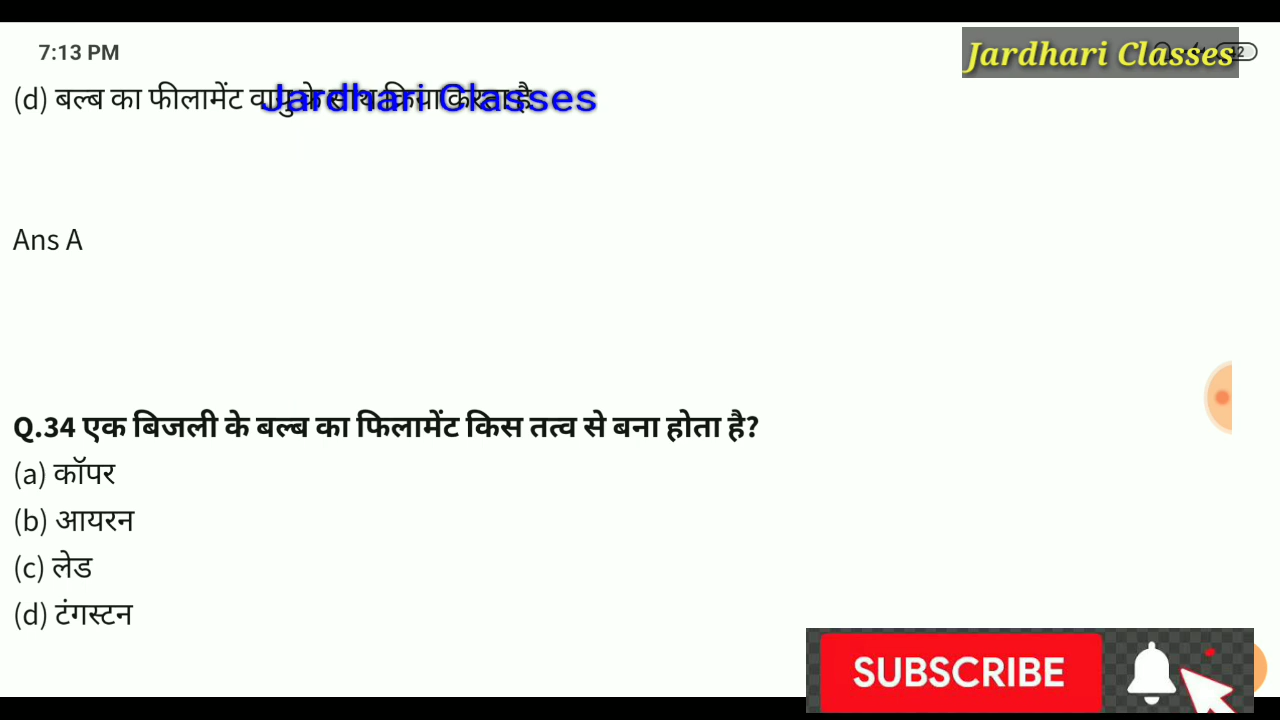 7:13 PM
Jardhari Classes
(d) बल्ब का फीलामेंट वायु के साथ क्रिया करता है
Jardhari Classes
Ans A
Q.34 एक बिजली के बल्ब का फिलामेंट किस तत्व से बना होता है?
(a) कॉपर
(b) आयरन
(c) लेड
(d) टंगस्टन
SUBSCRIBE